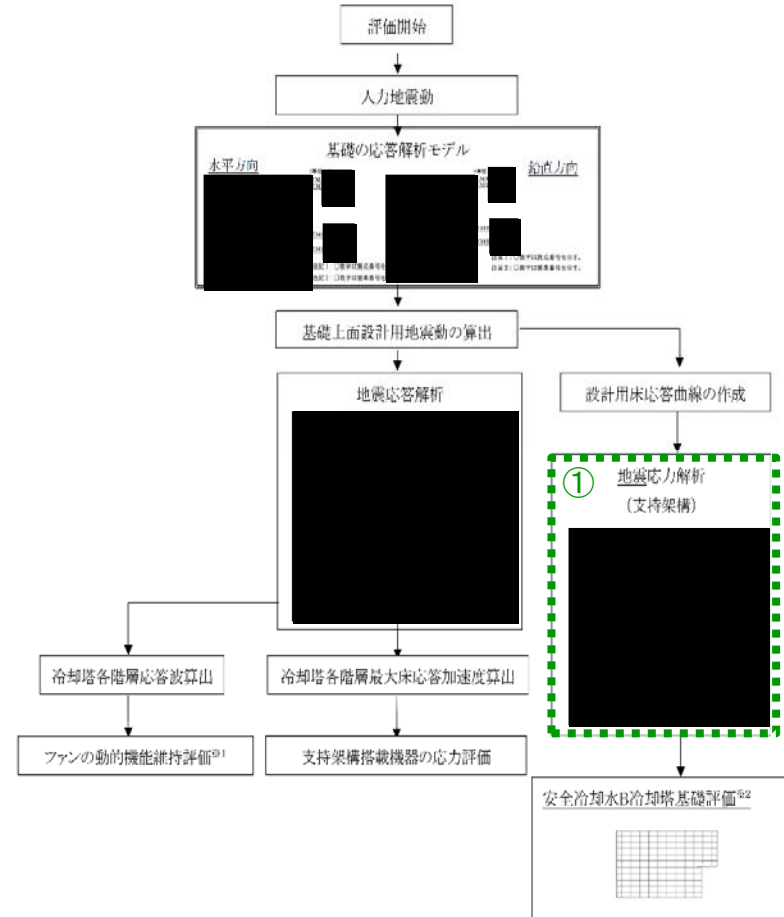 評価開始
入力地震動
基礎の応答解析モデル
水平方向
鉛直方向
基礎上面設計用地震動の算出
地震応答解析
設計用床応答曲線の作成
①
地震応力解析
(支持架構)
冷却塔各階層応答波算出
冷却塔各階層最大床応答加速度算出
ファンの動的機能維持評価※1
支持架構搭載機器の応力評価
安全冷却水B冷却塔基礎評価※2